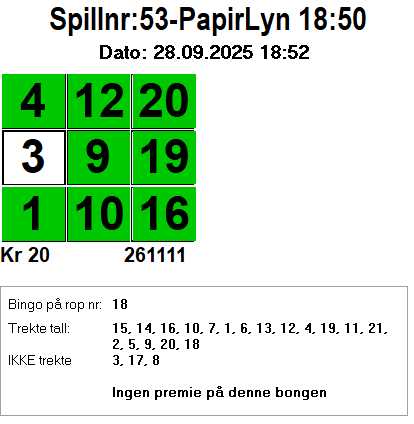 Spillnr:53-PapirLyn 18:50
Dato: 28.09.2025 18:52
4 12 20
3 9 19
1 10 16
Kr 20 261111
Bingo på rop nr: 18
Trekte tall: 15, 14, 16, 10, 7, 1, 6, 13, 12, 4, 19, 11, 21,
2, 5, 9, 20, 18
IKKE trekte 3, 17, 8
Ingen premie på denne bongen